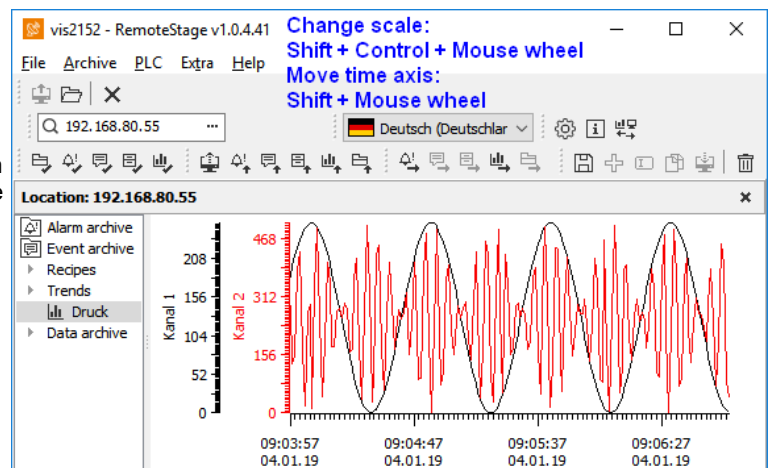 vis2152 - RemoteStage v1.0.4.41
Change scale:
Shift + Control + Mouse wheel
Move time axis:
Shift + Mouse wheel
File Archive PLC Extra Help
192.168.80.55 ...
Deutsch (Deutschlar
Location: 192.168.80.55
Alarm archive
Event archive
Recipes
Trends
Druck
Data archive
Kanal 1
208
156
104
52
0
Kanal 2
468
312
156
0
09:03:57 09:04:47 09:05:37 09:06:27
04.01.19 04.01.19 04.01.19 04.01.19